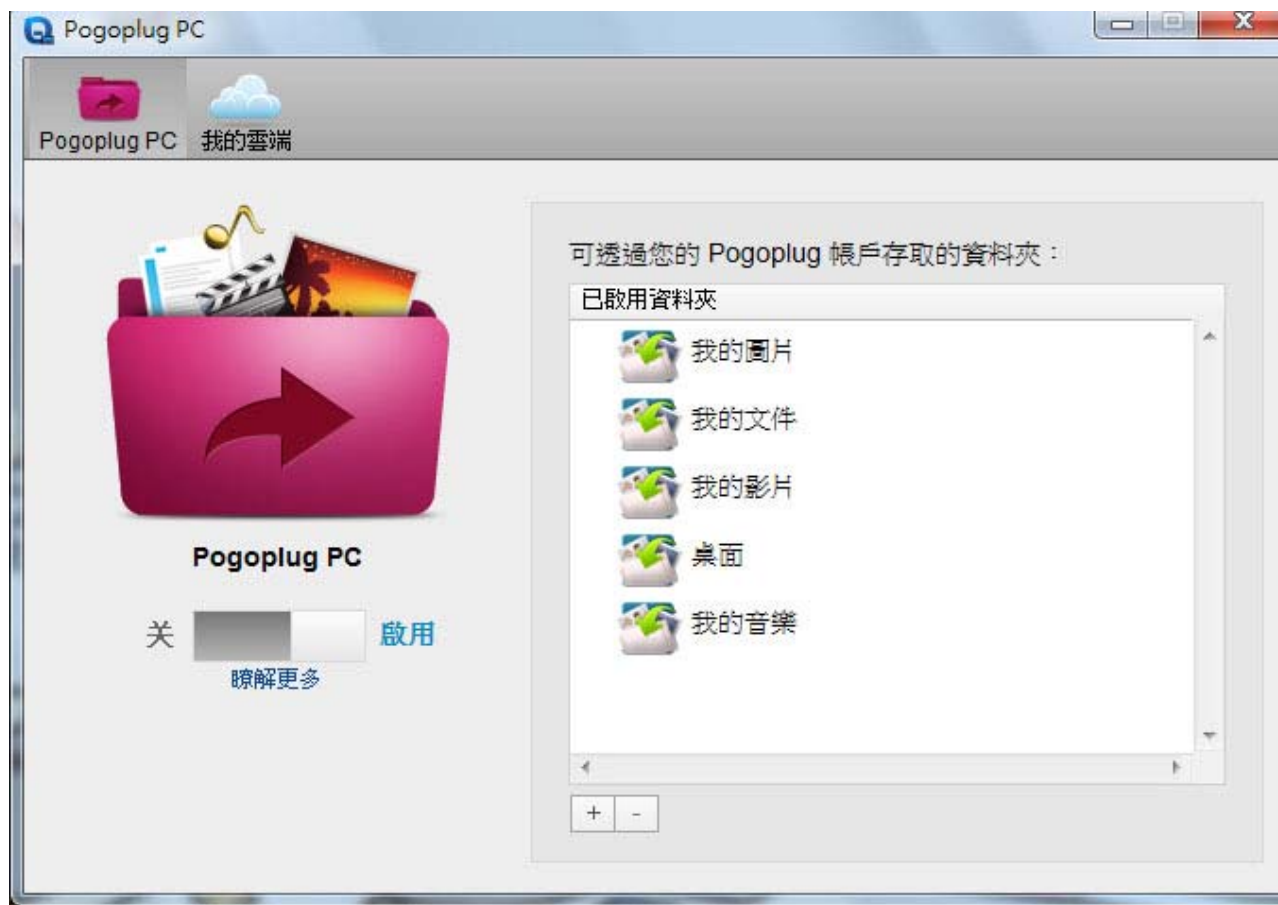 Pogoplug PC
Pogoplug PC
我的雲端
可透過您的 Pogoplug 帳戶存取的資料夾：
已啟用資料夾
我的圖片
我的文件
我的影片
桌面
我的音樂
+ -
Pogoplug PC
关 啟用
瞭解更多